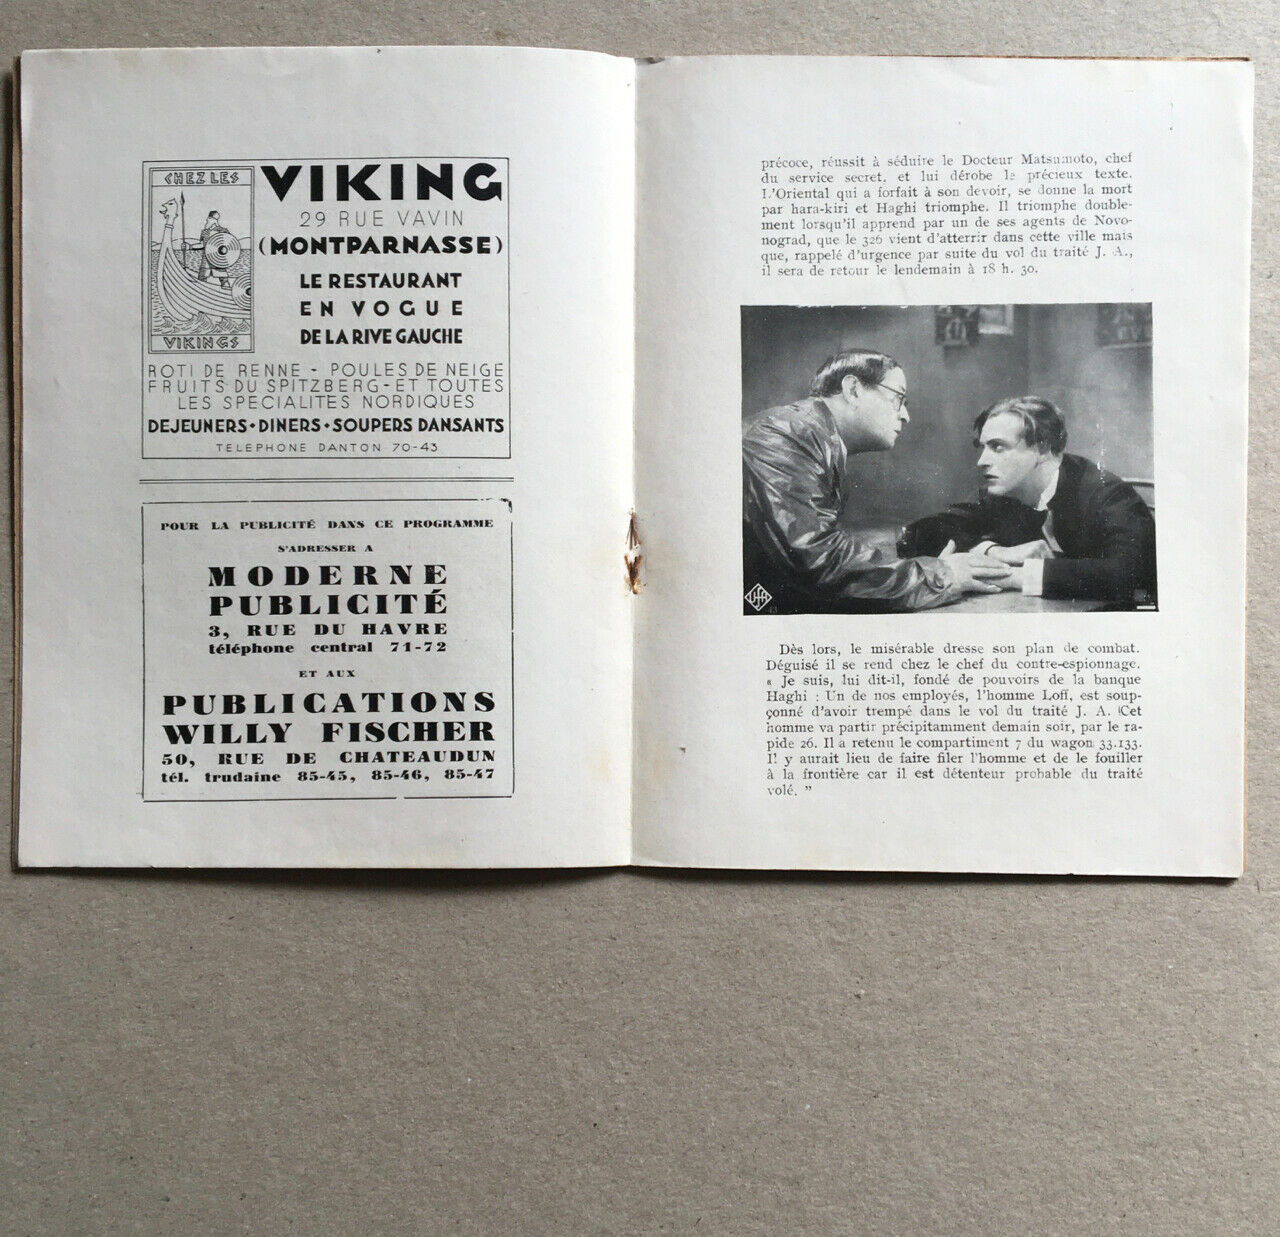 CHEZ LES
VIKINGS
VIKING
29 RUE VAVIN
(MONTPARNASSE)
LE RESTAURANT
EN VOGUE
DE LA RIVE GAUCHE
ROTI DE RENNE - POULES DE NEIGE
FRUITS DU SPITZBERG - ET TOUTES
LES SPECIALITES NORDIQUES
DEJEUNERS • DINERS • SOUPERS DANSANTS
TELEPHONE DANTON 70-43
POUR LA PUBLICITÉ DANS CE PROGRAMME
S'ADRESSER A
MODERNE
PUBLICITÉ
3, RUE DU HAVRE
téléphone central 71-72
ET AUX
PUBLICATIONS
WILLY FISCHER
50, RUE DE CHATEAUDUN
tél. trudaine 85-45, 85-46, 85-47
précoce, réussit à séduire le Docteur Matsumoto, chef
du service secret, et lui dérobe le précieux texte.
L'Oriental qui a forfait à son devoir, se donne la mort
par hara-kiri et Haghi triomphe. Il triomphe double-
ment lorsqu'il apprend par un de ses agents de Novo-
nograd, que le 326 vient d'atterrir dans cette ville mais
que, rappelé d'urgence par suite du vol du traité J. A.,
il sera de retour le lendemain à 18 h. 30.
UFA
13
Dès lors, le misérable dresse son plan de combat.
Déguisé il se rend chez le chef du contre-espionnage.
« Je suis, lui dit-il, fondé de pouvoirs de la banque
Haghi : Un de nos employés, l'homme Loff, est soup-
çonné d'avoir trempé dans le vol du traité J. A. Cet
homme va partir précipitamment demain soir, par le ra-
pide 26. Il a retenu le compartiment 7 du wagon 33.133.
Il y aurait lieu de faire filer l'homme et de le fouiller
à la frontière car il est détenteur probable du traité
volé. "